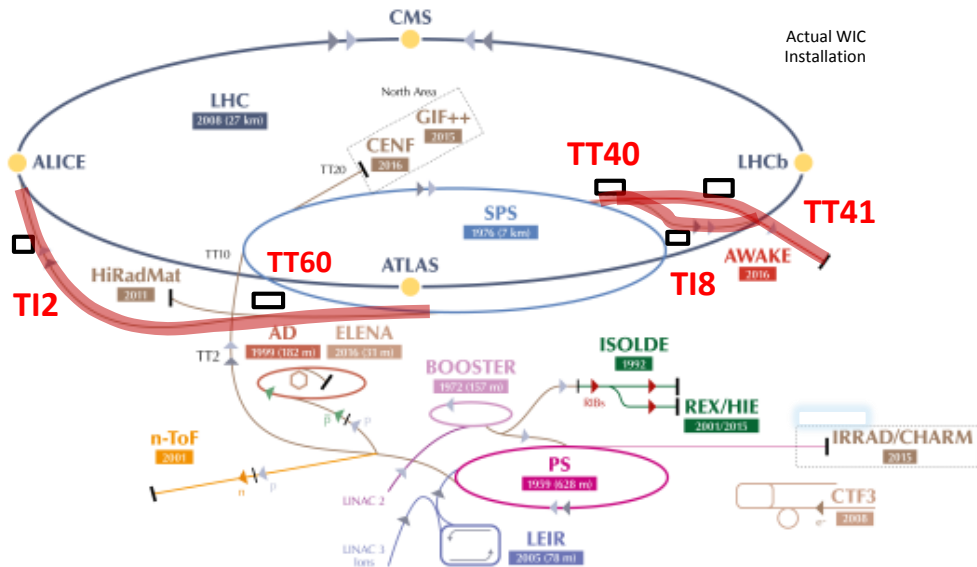 CMS
Actual WIC
Installation
North Area
LHC
2008 (27 km)
GIF++
2015
CENF
2016
TT40
ALICE
LHCb
TT20
SPS
1976 (7 km)
TT41
TT10
TT60
ATLAS
AWAKE
2016
TI8
HiRadMat
2011
TI2
AD
1999 (182 m)
ELENA
2016 (31 m)
TT2
BOOSTER
1972 (157 m)
ISOLDE
1992
RIBs
REX/HIE
2001/2015
p̅
p
IRRAD/CHARM
2015
n-ToF
2001
n
p
PS
1959 (628 m)
LINAC 2
CTF3
2008
e-
LINAC 3
Ions
LEIR
2005 (78 m)